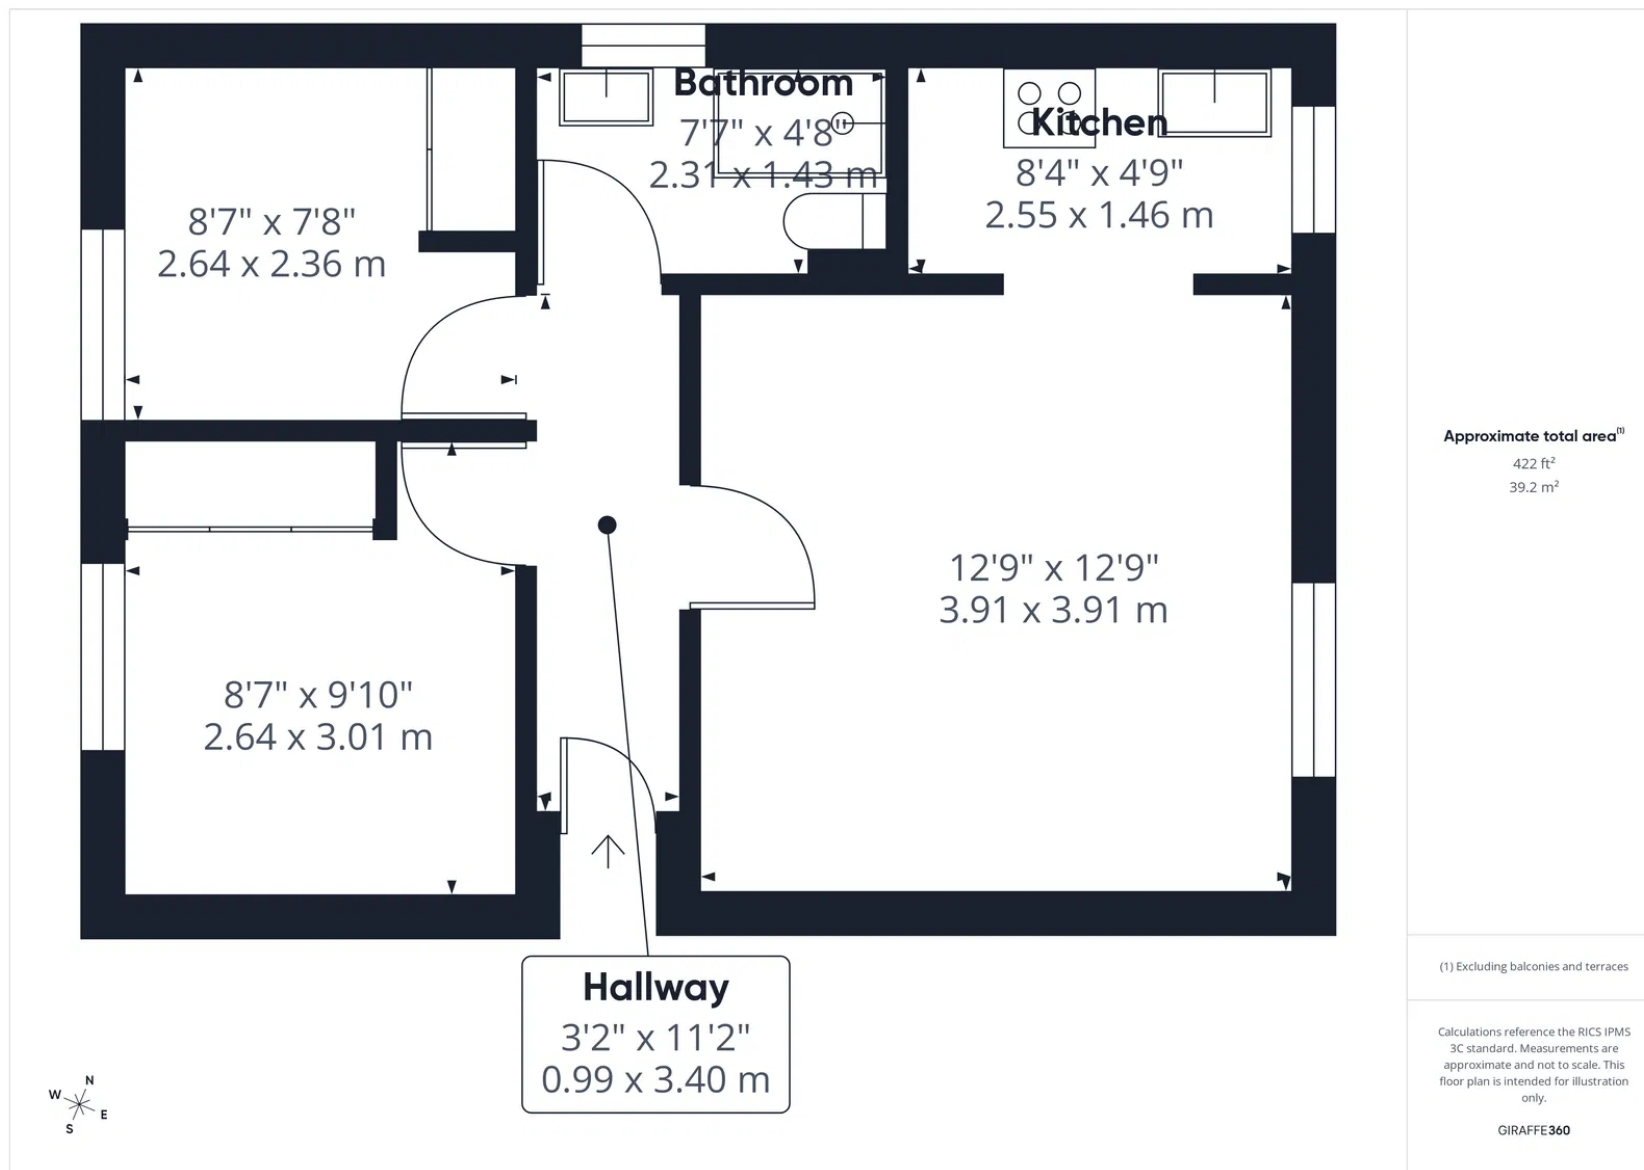 Bathroom
7'7" x 4'8"
2.31 x 1.43 m
Kitchen
8'4" x 4'9"
2.55 x 1.46 m
8'7" x 7'8"
2.64 x 2.36 m
12'9" x 12'9"
3.91 x 3.91 m
8'7" x 9'10"
2.64 x 3.01 m
Hallway
3'2" x 11'2"
0.99 x 3.40 m
N
W
E
S
Approximate total area(1)
422 ft²
39.2 m²
(1) Excluding balconies and terraces
Calculations reference the RICS IPMS
3C standard. Measurements are
approximate and not to scale. This
floor plan is intended for illustration
only.
GIRAFFE360